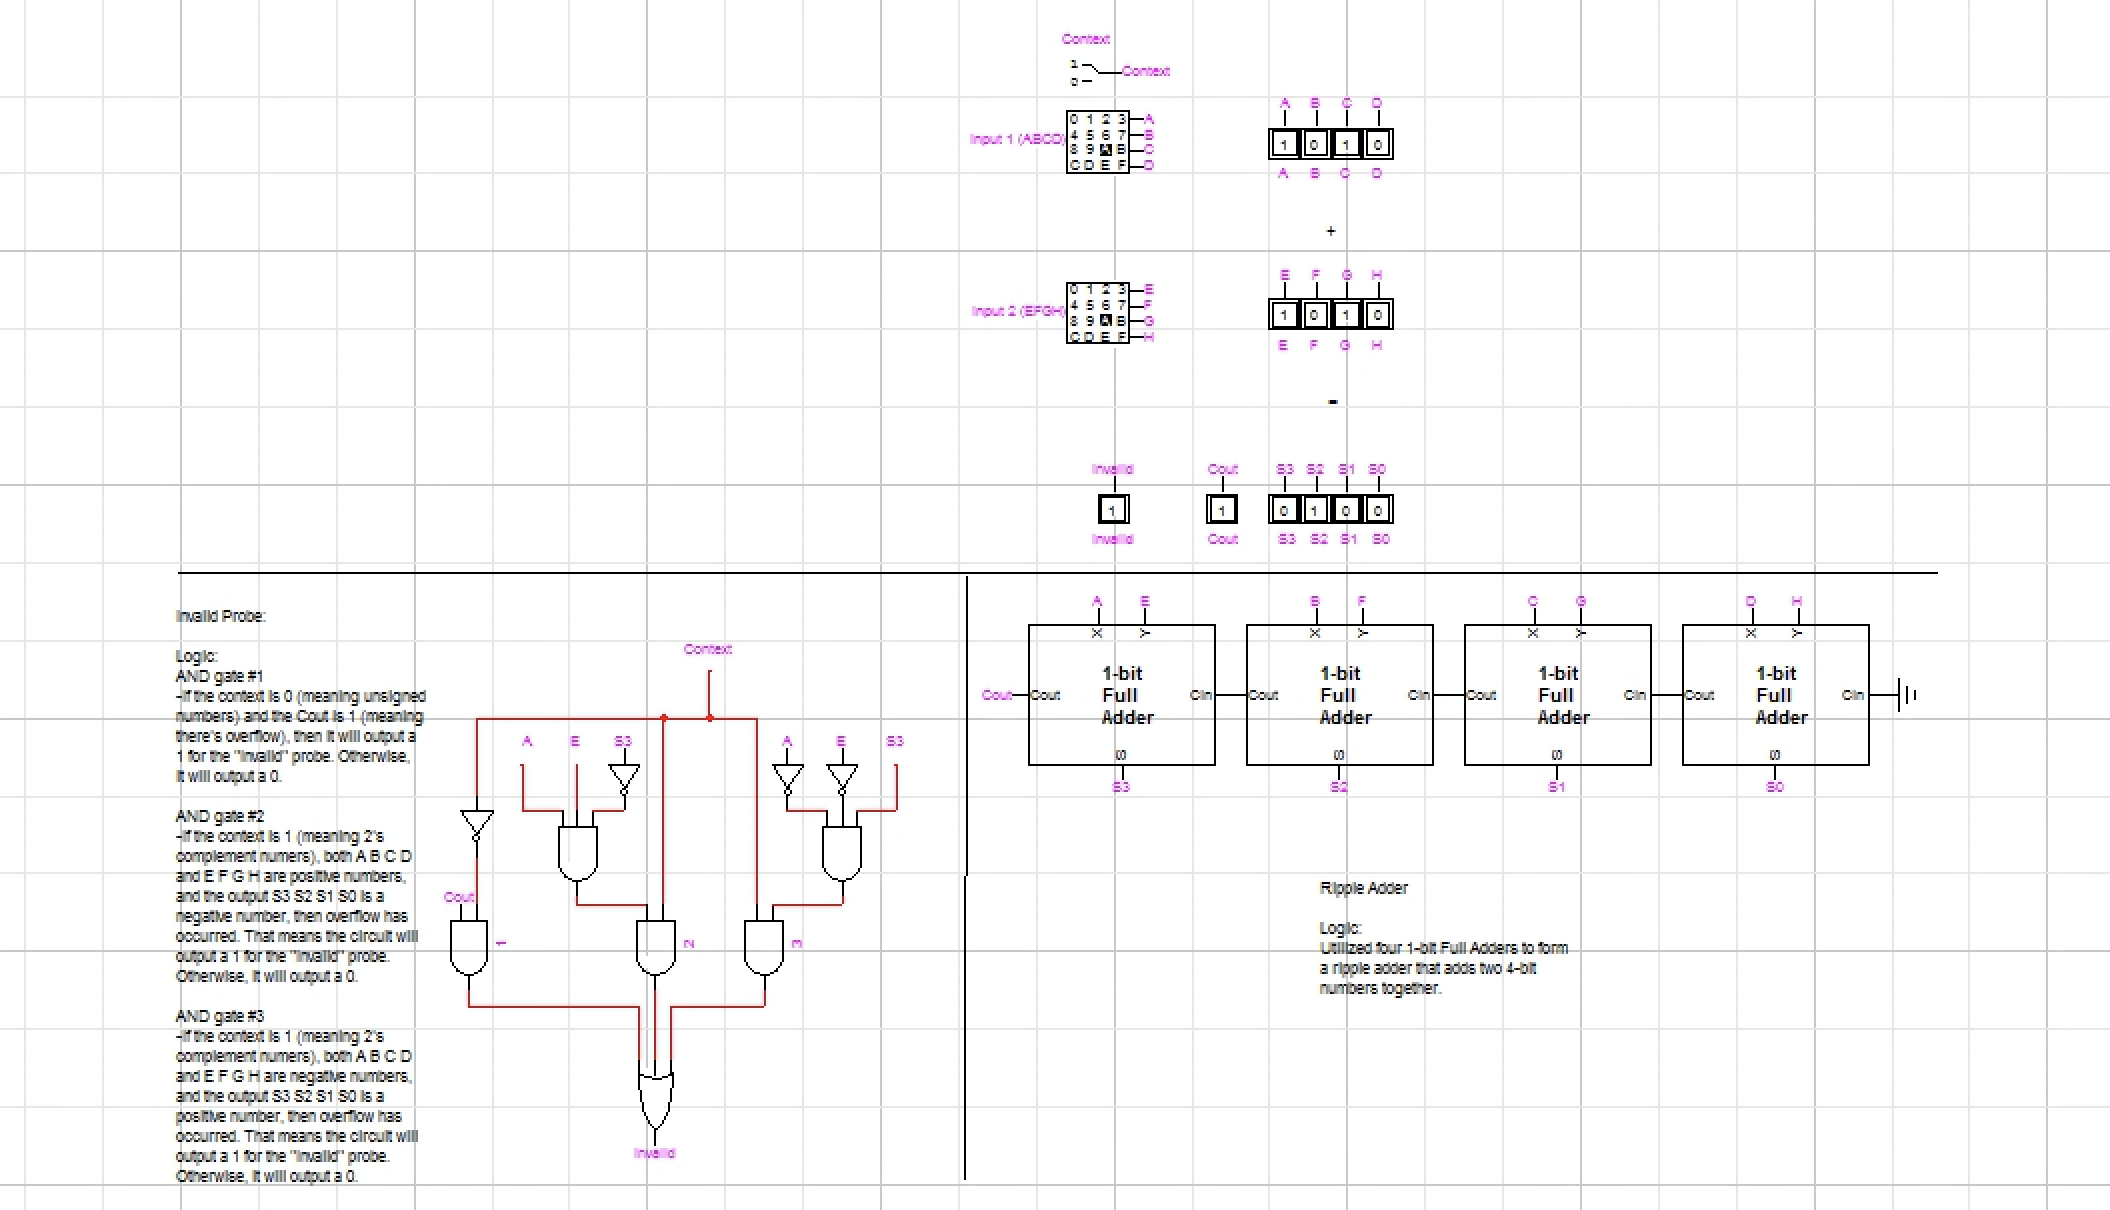 Context
1
0
Context
Input 1 (ABCD)
0 1 2 3 A
4 5 6 7 B
8 9 A B C
C D E F D
A B C D
1 0 1 0
A B C D
+
Input 2 (EFGH)
0 1 2 3 E
4 5 6 7 F
8 9 A B G
C D E F H
E F G H
1 0 1 0
E F G H
=
Invalid Cout S3 S2 S1 S0
1 1 0 1 0 0
Invalid Cout S3 S2 S1 S0
Invalid Probe:
Logic:
AND gate #1
-If the context is 0 (meaning unsigned
numbers) and the Cout is 1 (meaning
there's overflow), then it will output a
1 for the "invalid" probe. Otherwise,
it will output a 0.
AND gate #2
-If the context is 1 (meaning 2's
complement numers), both A B C D
and E F G H are positive numbers,
and the output S3 S2 S1 S0 is a
negative number, then overflow has
occurred. That means the circuit will
output a 1 for the "invalid" probe.
Otherwise, it will output a 0.
AND gate #3
-If the context is 1 (meaning 2's
complement numers), both A B C D
and E F G H are negative numbers,
and the output S3 S2 S1 S0 is a
positive number, then overflow has
occurred. That means the circuit will
output a 1 for the "invalid" probe.
Otherwise, it will output a 0.
Context
A E S3 A E S3
Cout
1 2 3
Invalid
A E B F C G D H
X Y X Y X Y X Y
1-bit 1-bit 1-bit 1-bit
Full Full Full Full
Cout Cout Cin Cout Cin Cout Cin Cout Cin
Adder Adder Adder Adder
S S S S
S3 S2 S1 S0
Ripple Adder
Logic:
Utilized four 1-bit Full Adders to form
a ripple adder that adds two 4-bit
numbers together.